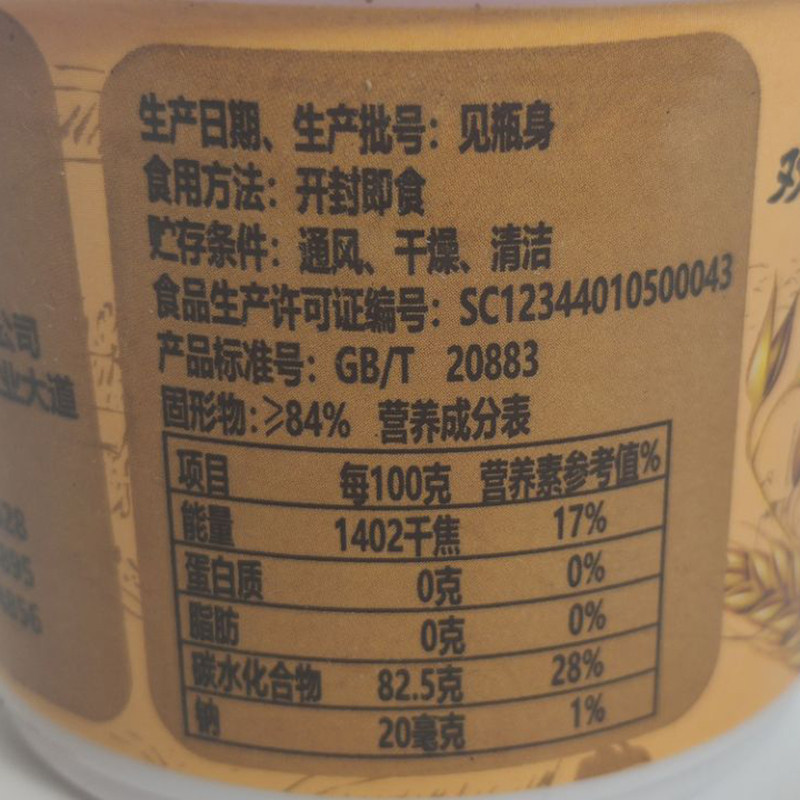 生产日期、生产批号：见瓶身
食用方法：开封即食
贮存条件：通风、干燥、清洁
食品生产许可证编号：SC12344010500043
产品标准号：GB/T 20883
固形物：≥84% 营养成分表
项目 每100克 营养素参考值%
能量 1402千焦 17%
蛋白质 0克 0%
脂肪 0克 0%
碳水化合物 82.5克 28%
钠 20毫克 1%
公司
业大道